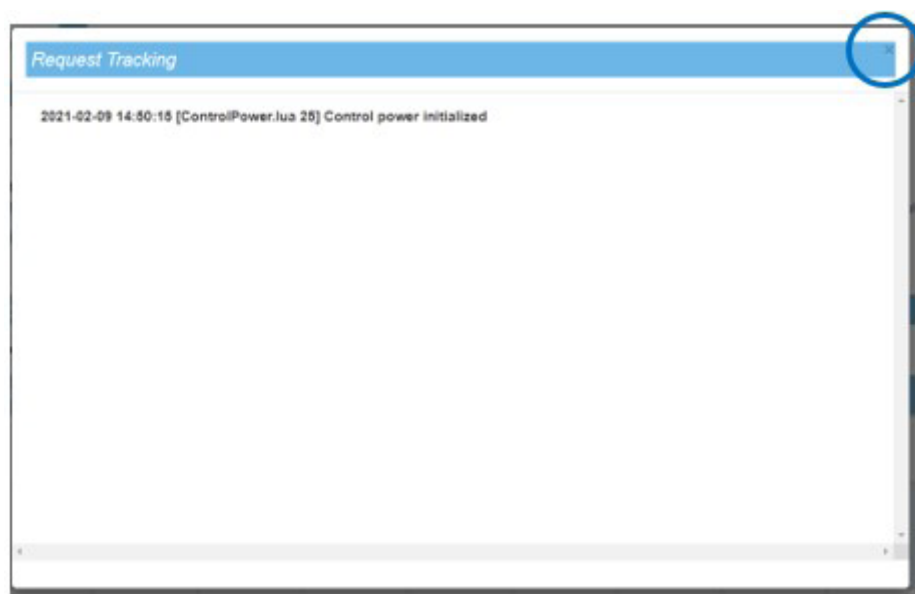 Request Tracking
2021-02-09 14:50:15 [ControlPower.lua 25] Control power initialized